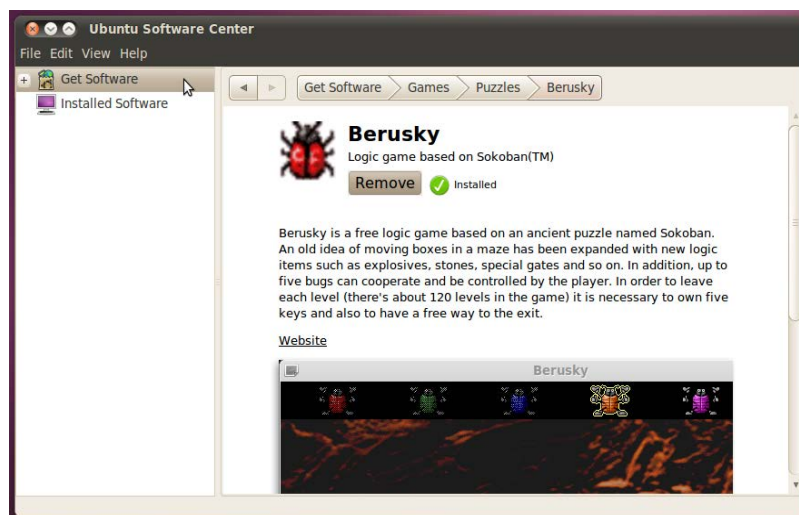 Ubuntu Software Center
File Edit View Help
Get Software
Installed Software
Get Software Games Puzzles Berusky
Berusky
Logic game based on Sokoban(TM)
Remove Installed
Berusky is a free logic game based on an ancient puzzle named Sokoban.
An old idea of moving boxes in a maze has been expanded with new logic
items such as explosives, stones, special gates and so on. In addition, up to
five bugs can cooperate and be controlled by the player. In order to leave
each level (there's about 120 levels in the game) it is necessary to own five
keys and also to have a free way to the exit.
Website
Berusky